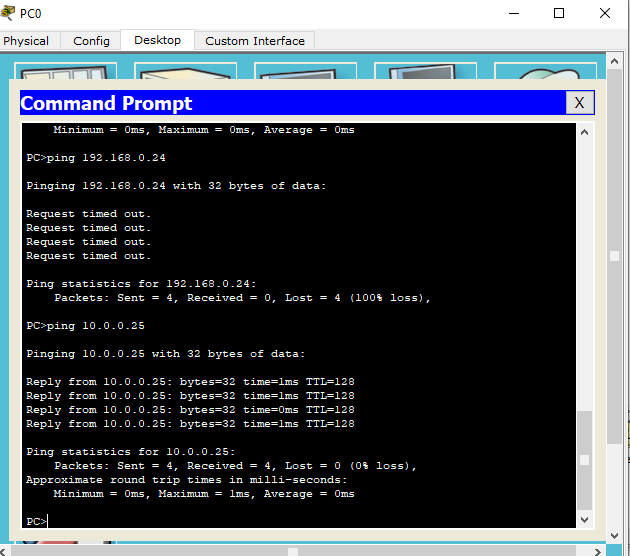 PC0
Physical Config Desktop Custom Interface
Command Prompt
X
Minimum = 0ms, Maximum = 0ms, Average = 0ms
PC>ping 192.168.0.24
Pinging 192.168.0.24 with 32 bytes of data:
Request timed out.
Request timed out.
Request timed out.
Request timed out.
Ping statistics for 192.168.0.24:
Packets: Sent = 4, Received = 0, Lost = 4 (100% loss),
PC>ping 10.0.0.25
Pinging 10.0.0.25 with 32 bytes of data:
Reply from 10.0.0.25: bytes=32 time=1ms TTL=128
Reply from 10.0.0.25: bytes=32 time=1ms TTL=128
Reply from 10.0.0.25: bytes=32 time=0ms TTL=128
Reply from 10.0.0.25: bytes=32 time=1ms TTL=128
Ping statistics for 10.0.0.25:
Packets: Sent = 4, Received = 4, Lost = 0 (0% loss),
Approximate round trip times in milli-seconds:
Minimum = 0ms, Maximum = 1ms, Average = 0ms
PC>